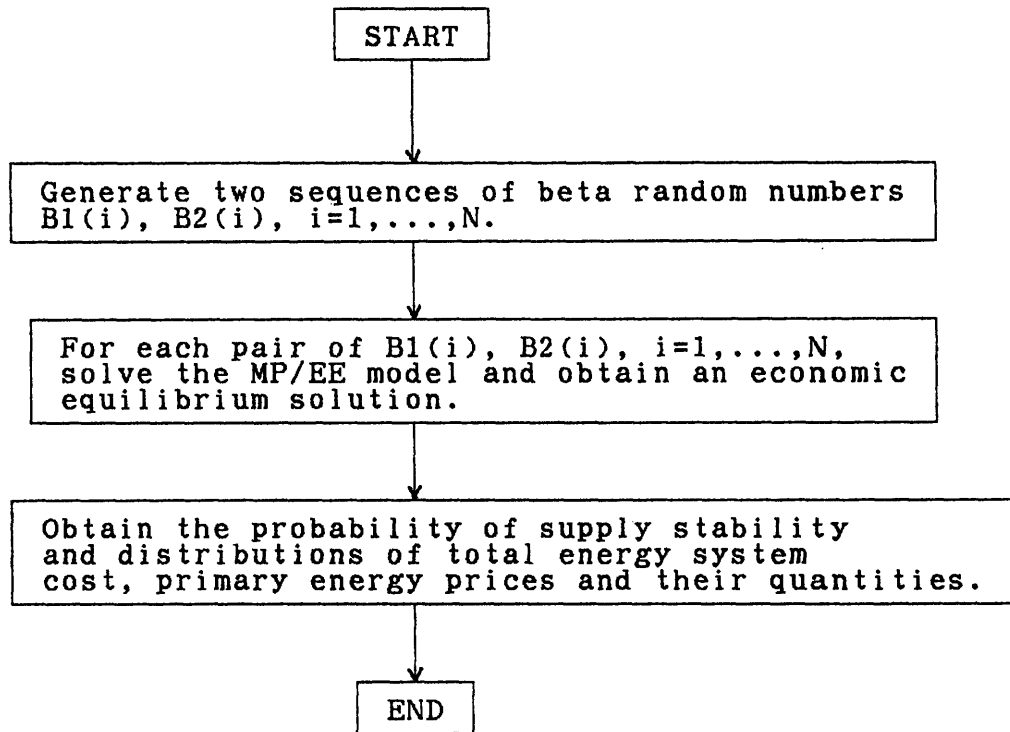 START
Generate two sequences of beta random numbers
B1(i), B2(i), i=1,...,N.
For each pair of B1(i), B2(i), i=1,...,N,
solve the MP/EE model and obtain an economic
equilibrium solution.
Obtain the probability of supply stability
and distributions of total energy system
cost, primary energy prices and their quantities.
END